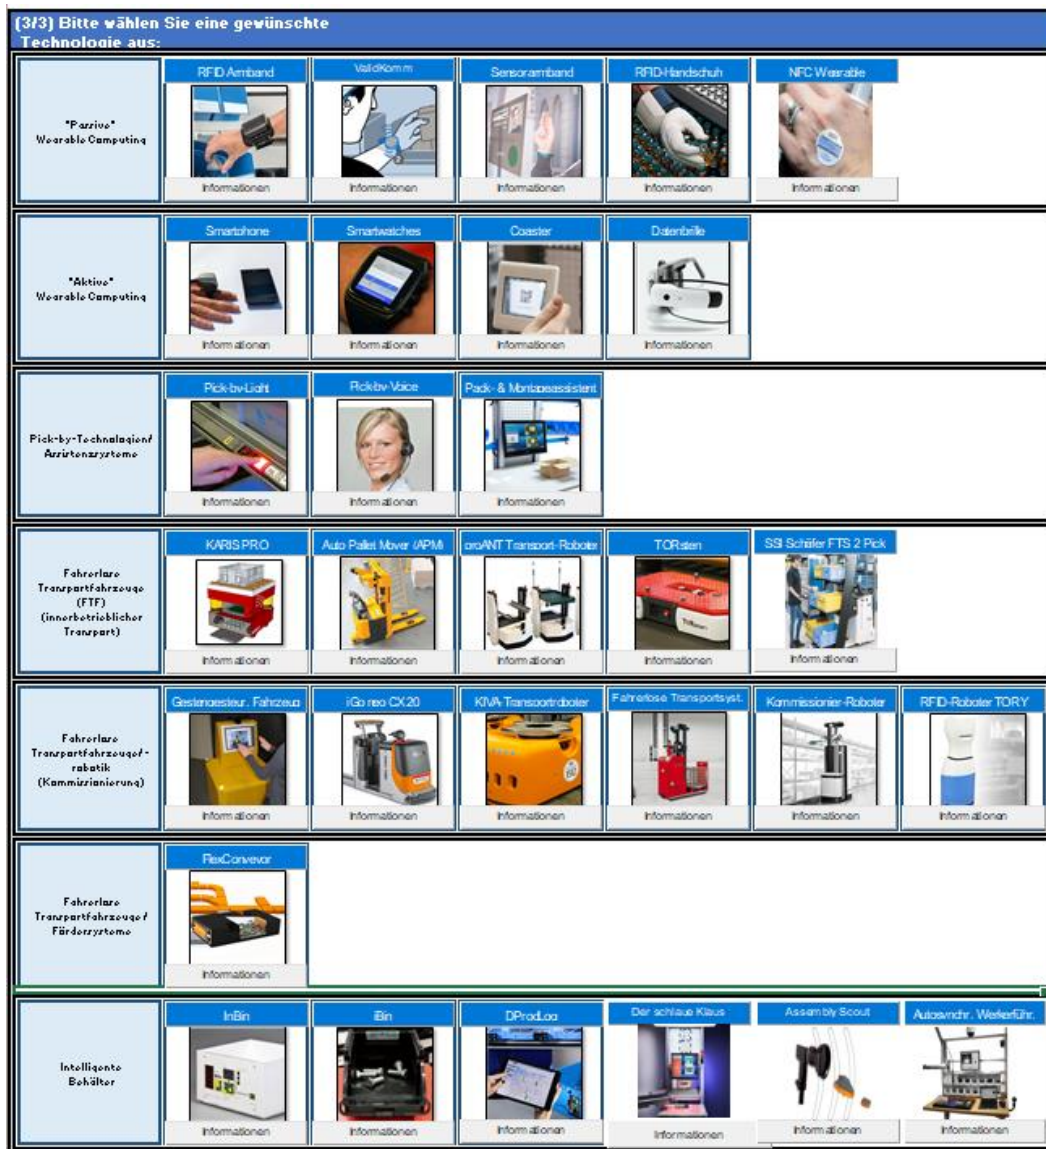 (3/3) Bitte wählen Sie eine gewünschte
Technologie aus:
"Passive"
Wearable Computing
RFID Armband
ValidKomm
Sensorarmband
RFID-Handschuh
NFC Wearable
Informationen
Informationen
Informationen
Informationen
Informationen
"Aktive"
Wearable Computing
Smartphone
Smartwatches
Coaster
Datenbrille
Informationen
Informationen
Informationen
Informationen
Pick-by-Technologien/
Assistenzsysteme
Pick-by-Light
Pick-by-Voice
Pack- & Montageassistent
Informationen
Informationen
Informationen
Fahrerlose
Transportfahrzeuge
(FTF)
(innerbetrieblicher
Transport)
KARIS PRO
Auto Pallet Mover (APM)
proANT Transport-Roboter
TORsten
SSI Schäfer FTS 2 Pick
Informationen
Informationen
Informationen
Informationen
Informationen
Fahrerlose
Transportfahrzeuge/-
robotik
(Kommissionierung)
Gestengesteur. Fahrzeug
iGo neo CX 20
KIVA-Transportroboter
Fahrerlose Transportsyst.
Kommissionier-Roboter
RFID-Roboter TORY
Informationen
Informationen
Informationen
Informationen
Informationen
Informationen
Fahrerlose
Transportfahrzeuge/
Fördersysteme
FlexConveyor
Informationen
Intelligente
Behälter
InBin
iBin
DProdLog
Der schlaue Klaus
Assembly Scout
Autosynchr. Werkerführ.
Informationen
Informationen
Informationen
Informationen
Informationen
Informationen